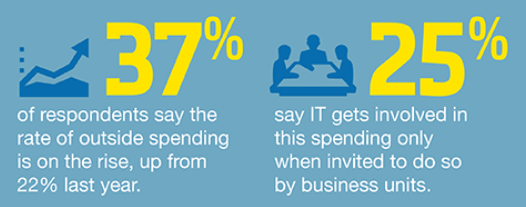 37%
of respondents say the
rate of outside spending
is on the rise, up from
22% last year.
25%
say IT gets involved in
this spending only
when invited to do so
by business units.